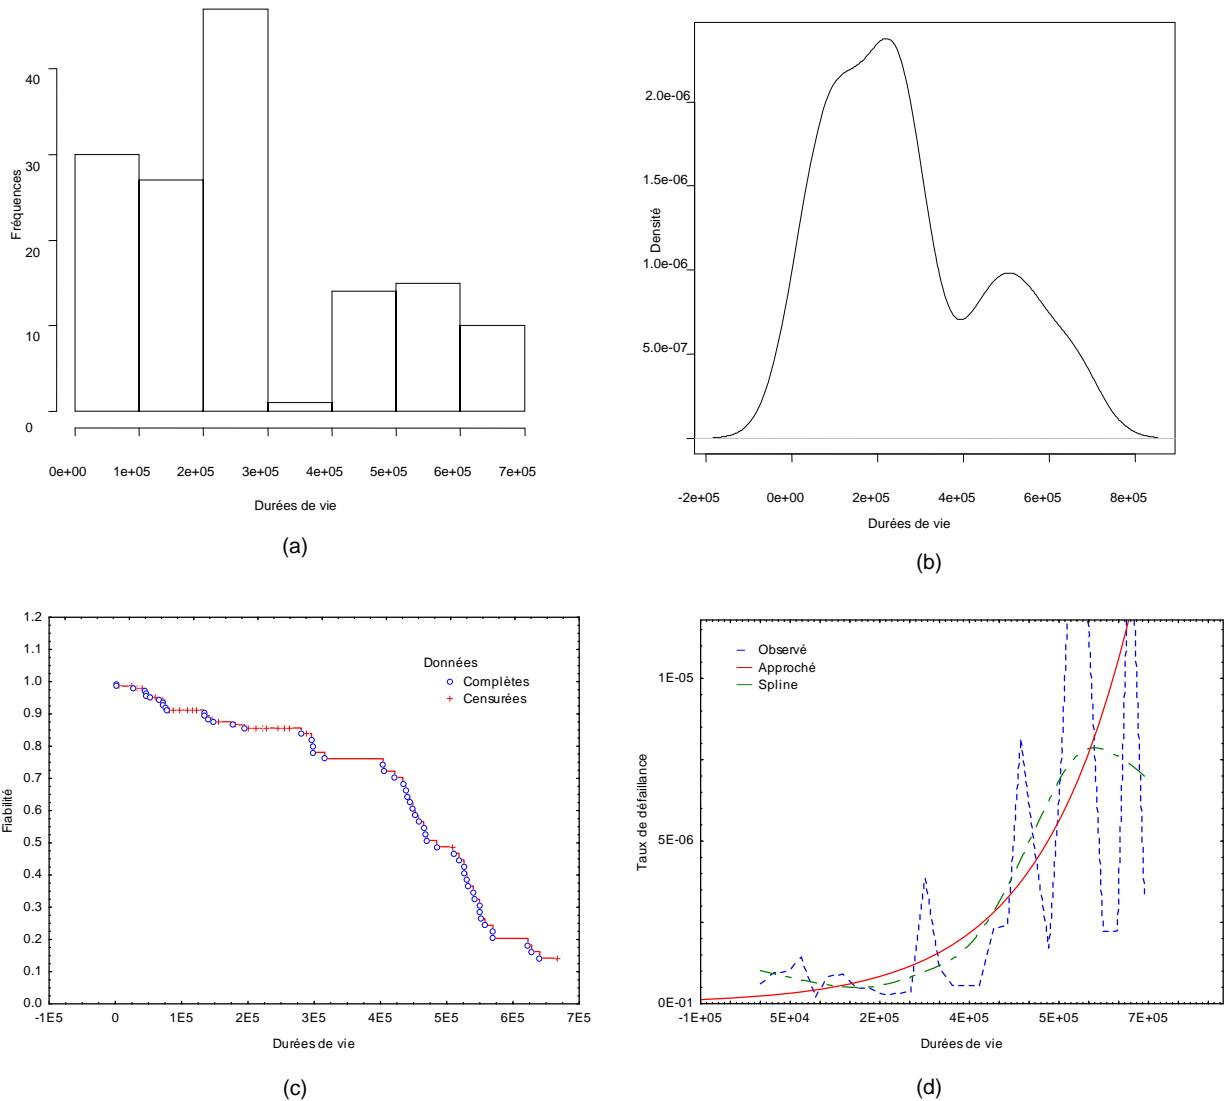 40
30
20
10
0
Fréquences
0e+00 1e+05 2e+05 3e+05 4e+05 5e+05 6e+05 7e+05
Durées de vie
(a)
2.0e-06
1.5e-06
1.0e-06
5.0e-07
Densité
-2e+05 0e+00 2e+05 4e+05 6e+05 8e+05
Durées de vie
(b)
1.2
1.1
1.0
0.9
0.8
0.7
0.6
0.5
0.4
0.3
0.2
0.1
0.0
Fiabilité
Données
Complètes
Censurées
-1E5 0 1E5 2E5 3E5 4E5 5E5 6E5 7E5
Durées de vie
(c)
Observé
Approché
Spline
1E-05
5E-06
0E-01
Taux de défaillance
-1E+05 5E+04 2E+05 4E+05 5E+05 7E+05
Durées de vie
(d)